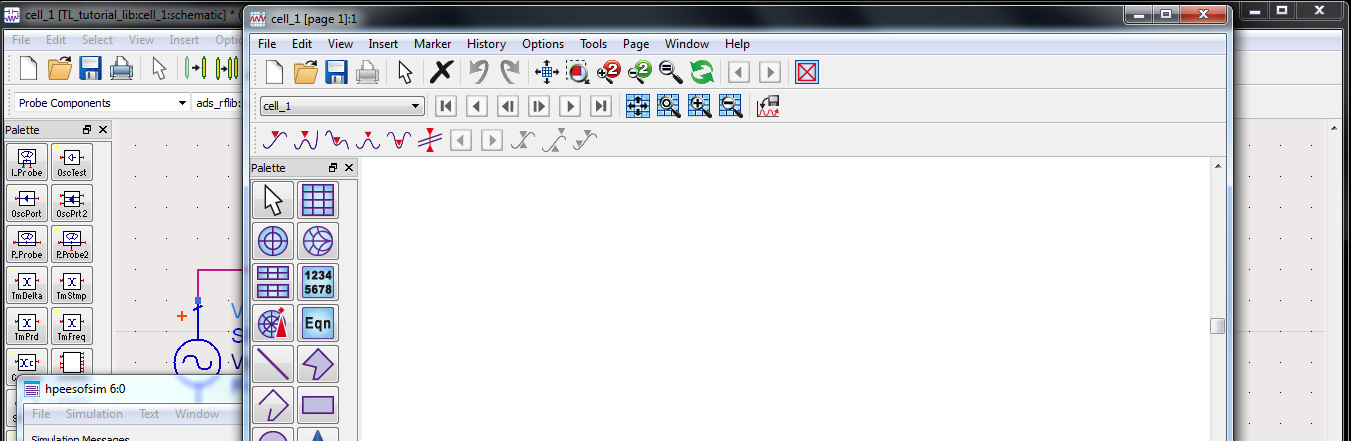 cell_1 [TL_tutorial_lib:cell_1:schematic] *
File Edit Select View Insert
Probe Components
ads_rflib:
Palette
I_Probe OscTest
OscPort OscPrt2
P_Probe P_Probe2
TmDelta TmStmp
TmPrd TmFreq
hpeesofsim 6:0
File Simulation Text Window
Simulation Messages
cell_1 [page 1]:1
File Edit View Insert Marker History Options Tools Page Window Help
2 2
cell_1
Palette
1234
5678
Eqn